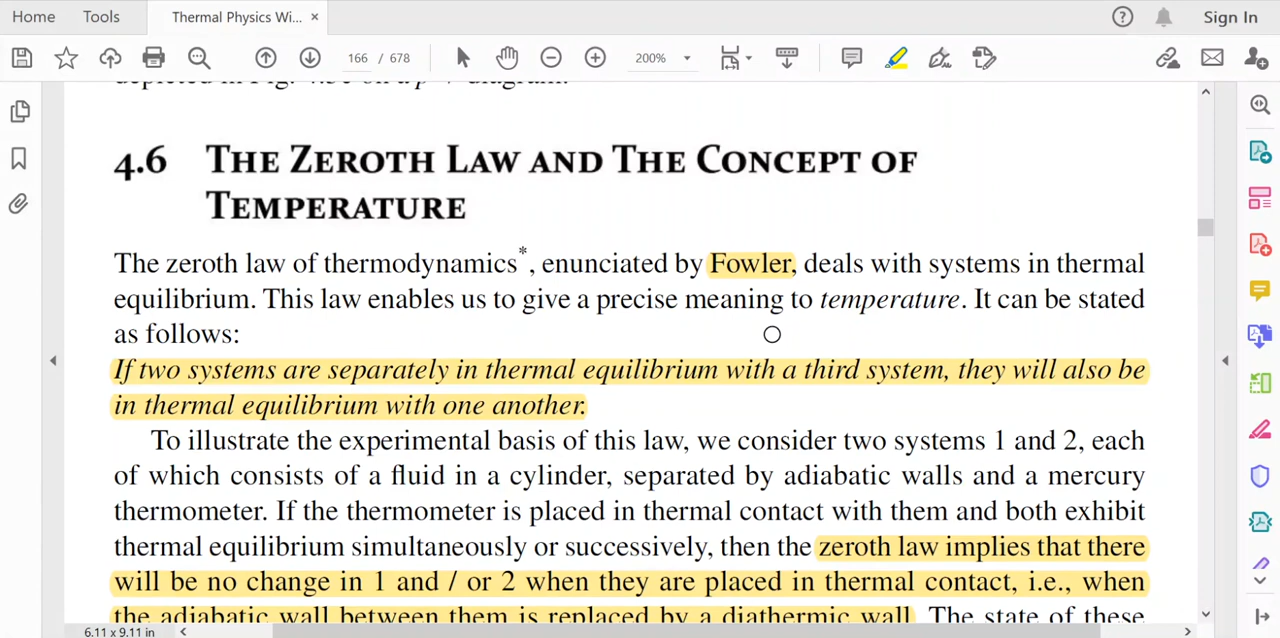 Home Tools Thermal Physics Wi... × Sign In
166 / 678 200%
depicted in Fig.
4.6 THE ZEROTH LAW AND THE CONCEPT OF
TEMPERATURE
The zeroth law of thermodynamics*, enunciated by Fowler, deals with systems in thermal
equilibrium. This law enables us to give a precise meaning to temperature. It can be stated
as follows:
If two systems are separately in thermal equilibrium with a third system, they will also be
in thermal equilibrium with one another.
To illustrate the experimental basis of this law, we consider two systems 1 and 2, each
of which consists of a fluid in a cylinder, separated by adiabatic walls and a mercury
thermometer. If the thermometer is placed in thermal contact with them and both exhibit
thermal equilibrium simultaneously or successively, then the zeroth law implies that there
will be no change in 1 and / or 2 when they are placed in thermal contact, i.e., when
the adiabatic wall between them is replaced by a diathermic wall. The state of these
6.11 x 9.11 in